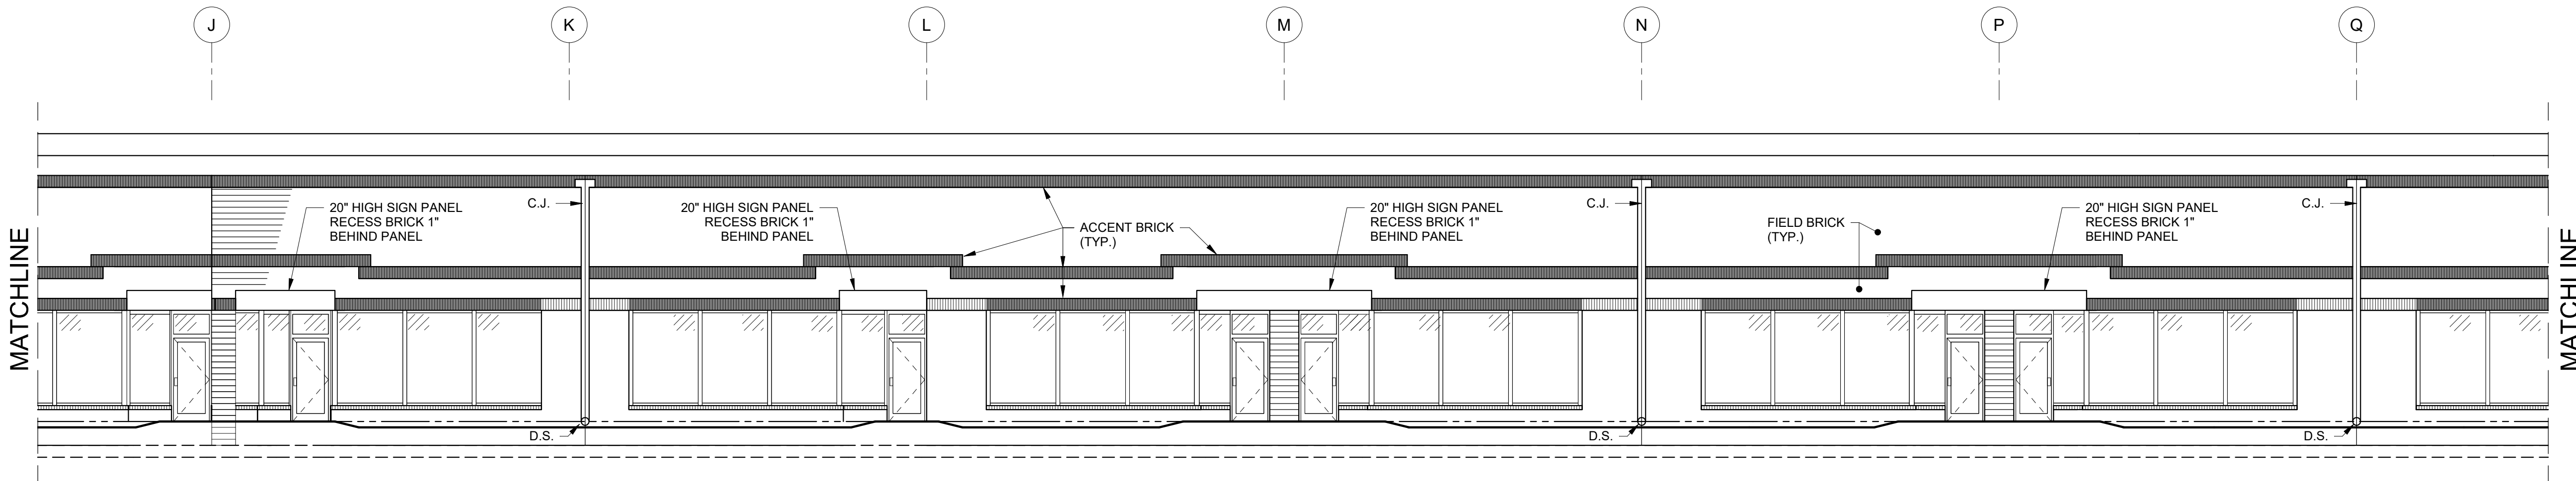 J
K
L
M
N
P
Q
MATCHLINE
20" HIGH SIGN PANEL
RECESS BRICK 1"
BEHIND PANEL
C.J.
20" HIGH SIGN PANEL
RECESS BRICK 1"
BEHIND PANEL
ACCENT BRICK
(TYP.)
20" HIGH SIGN PANEL
RECESS BRICK 1"
BEHIND PANEL
C.J.
FIELD BRICK
(TYP.)
20" HIGH SIGN PANEL
RECESS BRICK 1"
BEHIND PANEL
C.J.
MATCHLINE
D.S.
D.S.
D.S.